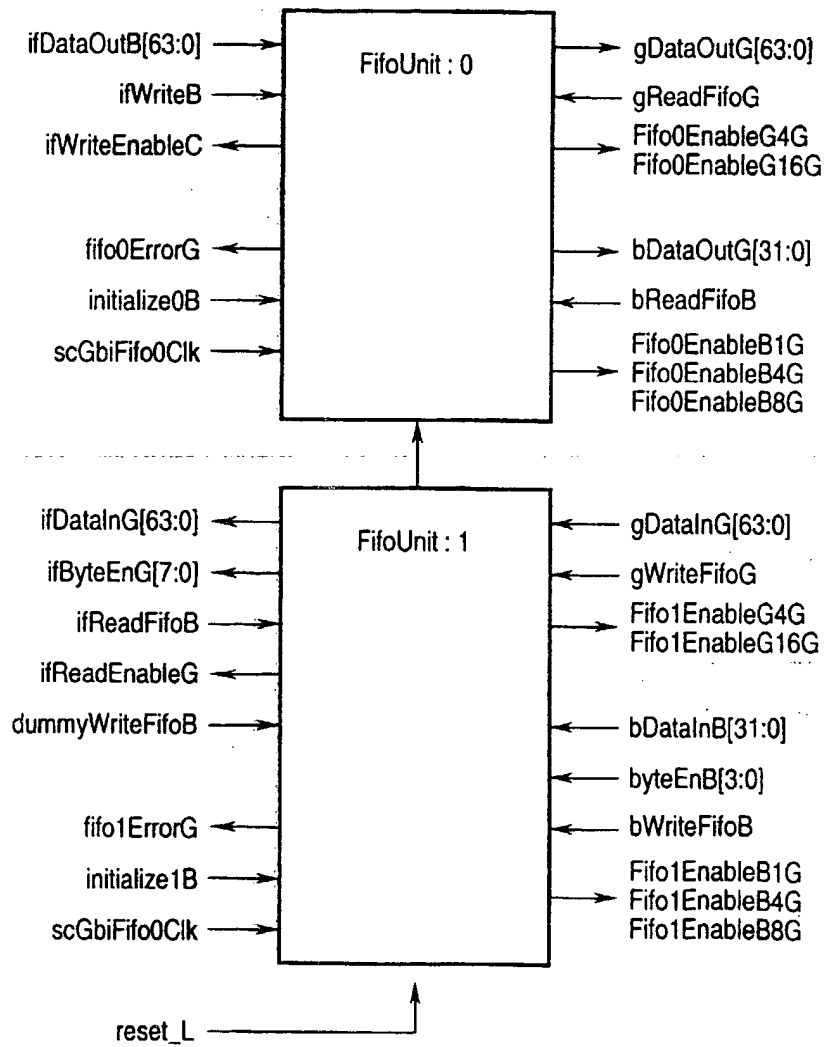 ifDataOutB[63:0]
ifWriteB
ifWriteEnableC
fifo0ErrorG
initialize0B
scGbiFifo0Clk
FifoUnit : 0
gDataOutG[63:0]
gReadFifoG
Fifo0EnableG4G
Fifo0EnableG16G
bDataOutG[31:0]
bReadFifoB
Fifo0EnableB1G
Fifo0EnableB4G
Fifo0EnableB8G
ifDataInG[63:0]
ifByteEnG[7:0]
ifReadFifoB
ifReadEnableG
dummyWriteFifoB
fifo1ErrorG
initialize1B
scGbiFifo0Clk
FifoUnit : 1
gDataInG[63:0]
gWriteFifoG
Fifo1EnableG4G
Fifo1EnableG16G
bDataInB[31:0]
byteEnB[3:0]
bWriteFifoB
Fifo1EnableB1G
Fifo1EnableB4G
Fifo1EnableB8G
reset_L